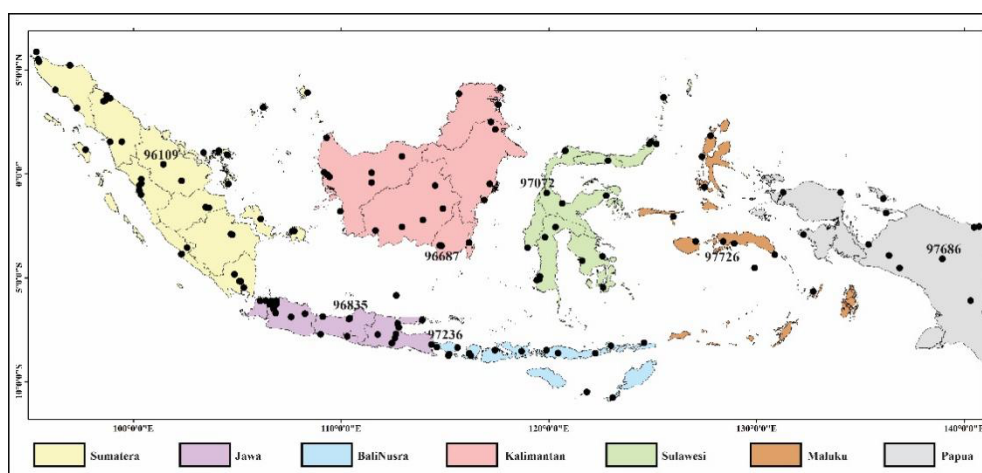 5°0'0"N
96109
0°0'0"
97072
96687
97726
97686
5°0'0"S
96835
97236
10°0'0"S
100°0'0"E
110°0'0"E
120°0'0"E
130°0'0"E
140°0'0"E
Sumatera
Jawa
BaliNusra
Kalimantan
Sulawesi
Maluku
Papua